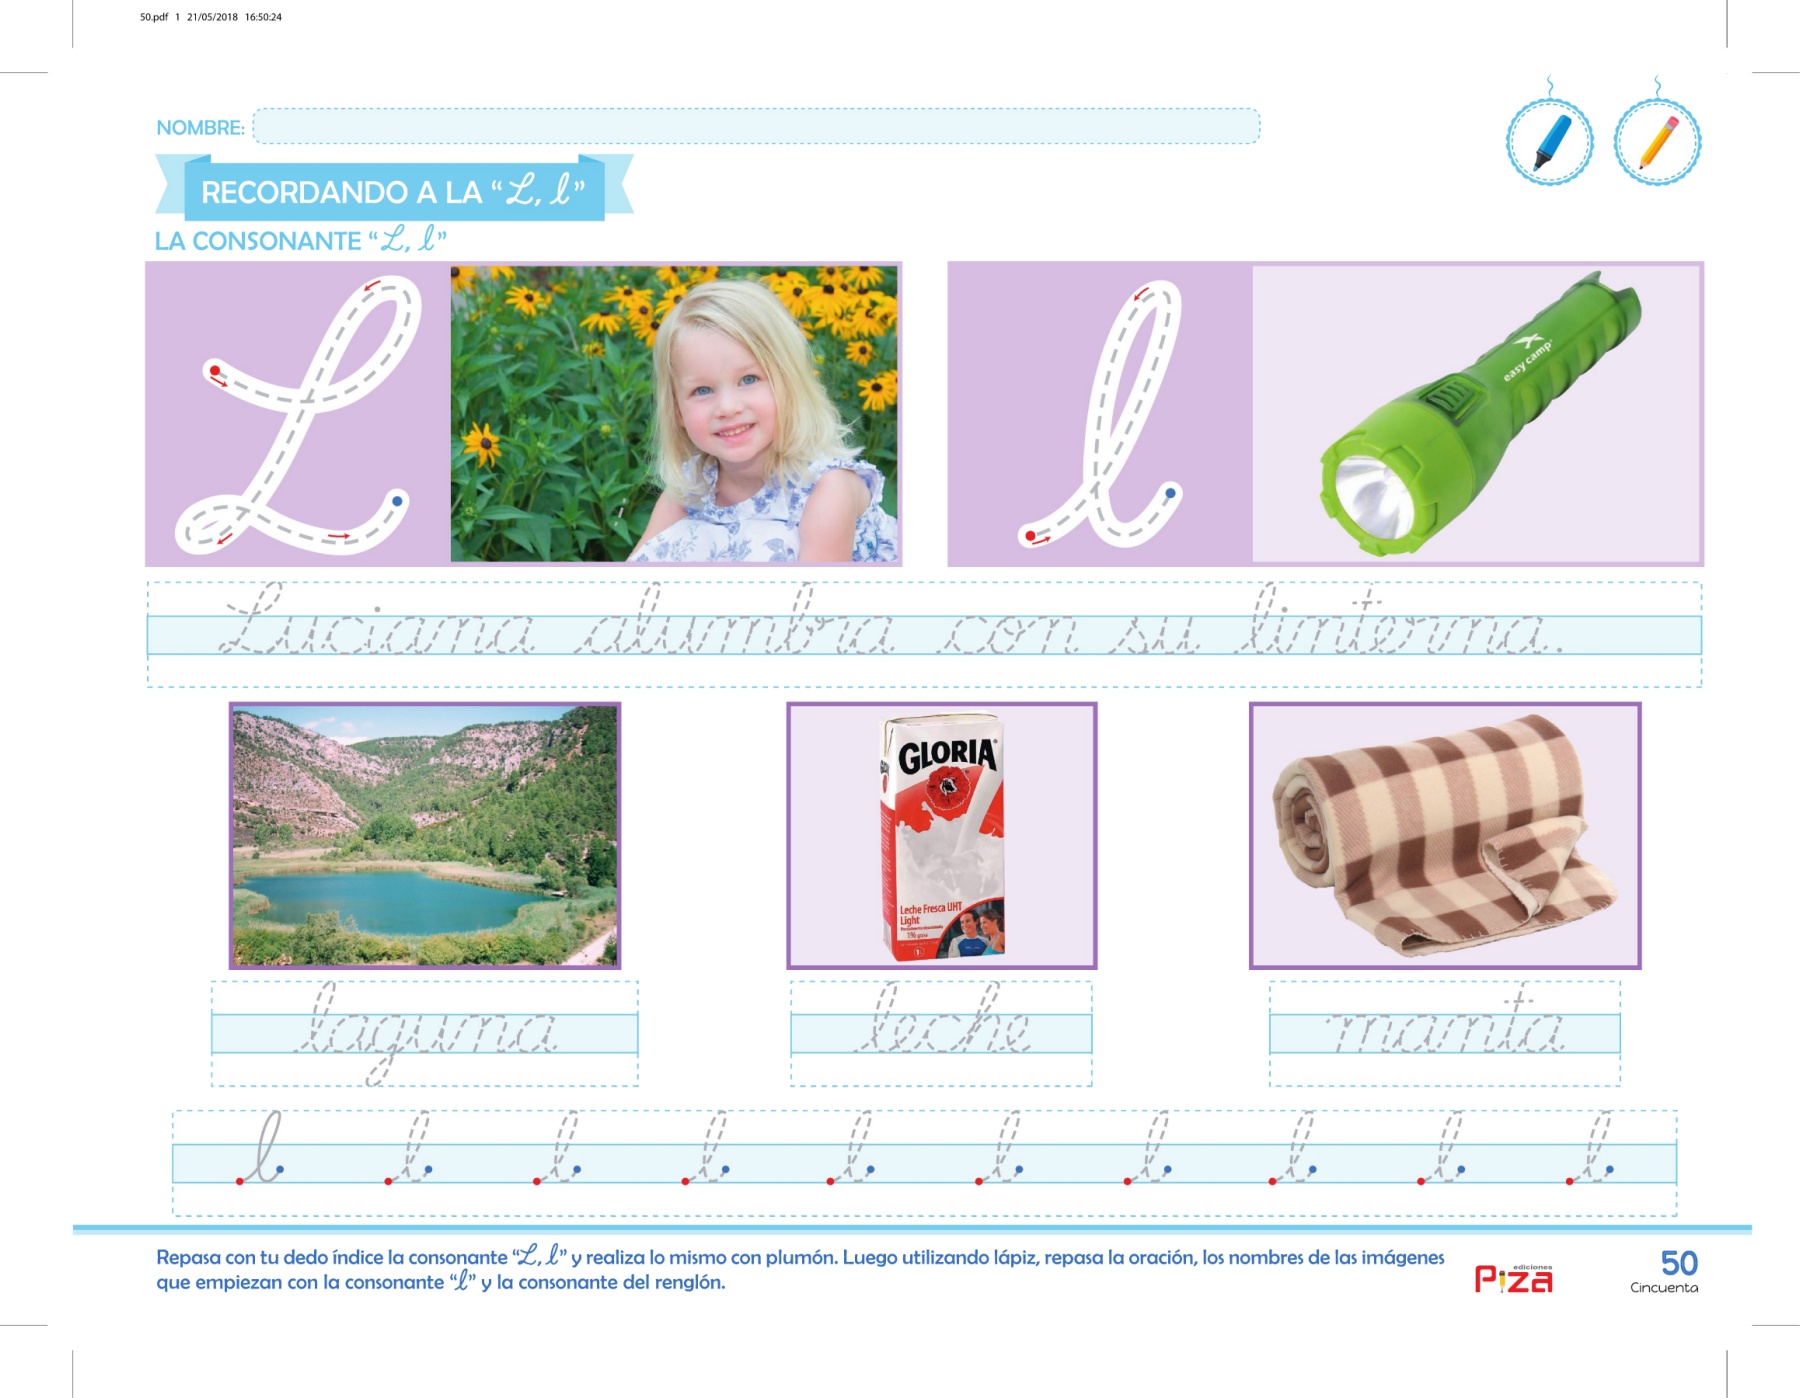 50.pdf 1 21/05/2018 16:50:24
NOMBRE:
RECORDANDO A LA “L, l”
LA CONSONANTE “L, l”
easy camp
Luciana alumbra con su linterna.
GLORIA
Leche Fresca UHT
Light
1% grasa
laguna leche manta
l l l l l l l l l l
Repasa con tu dedo índice la consonante “L, l” y realiza lo mismo con plumón. Luego utilizando lápiz, repasa la oración, los nombres de las imágenes
que empiezan con la consonante “l” y la consonante del renglón.
ediciones
Piza
50
Cincuenta